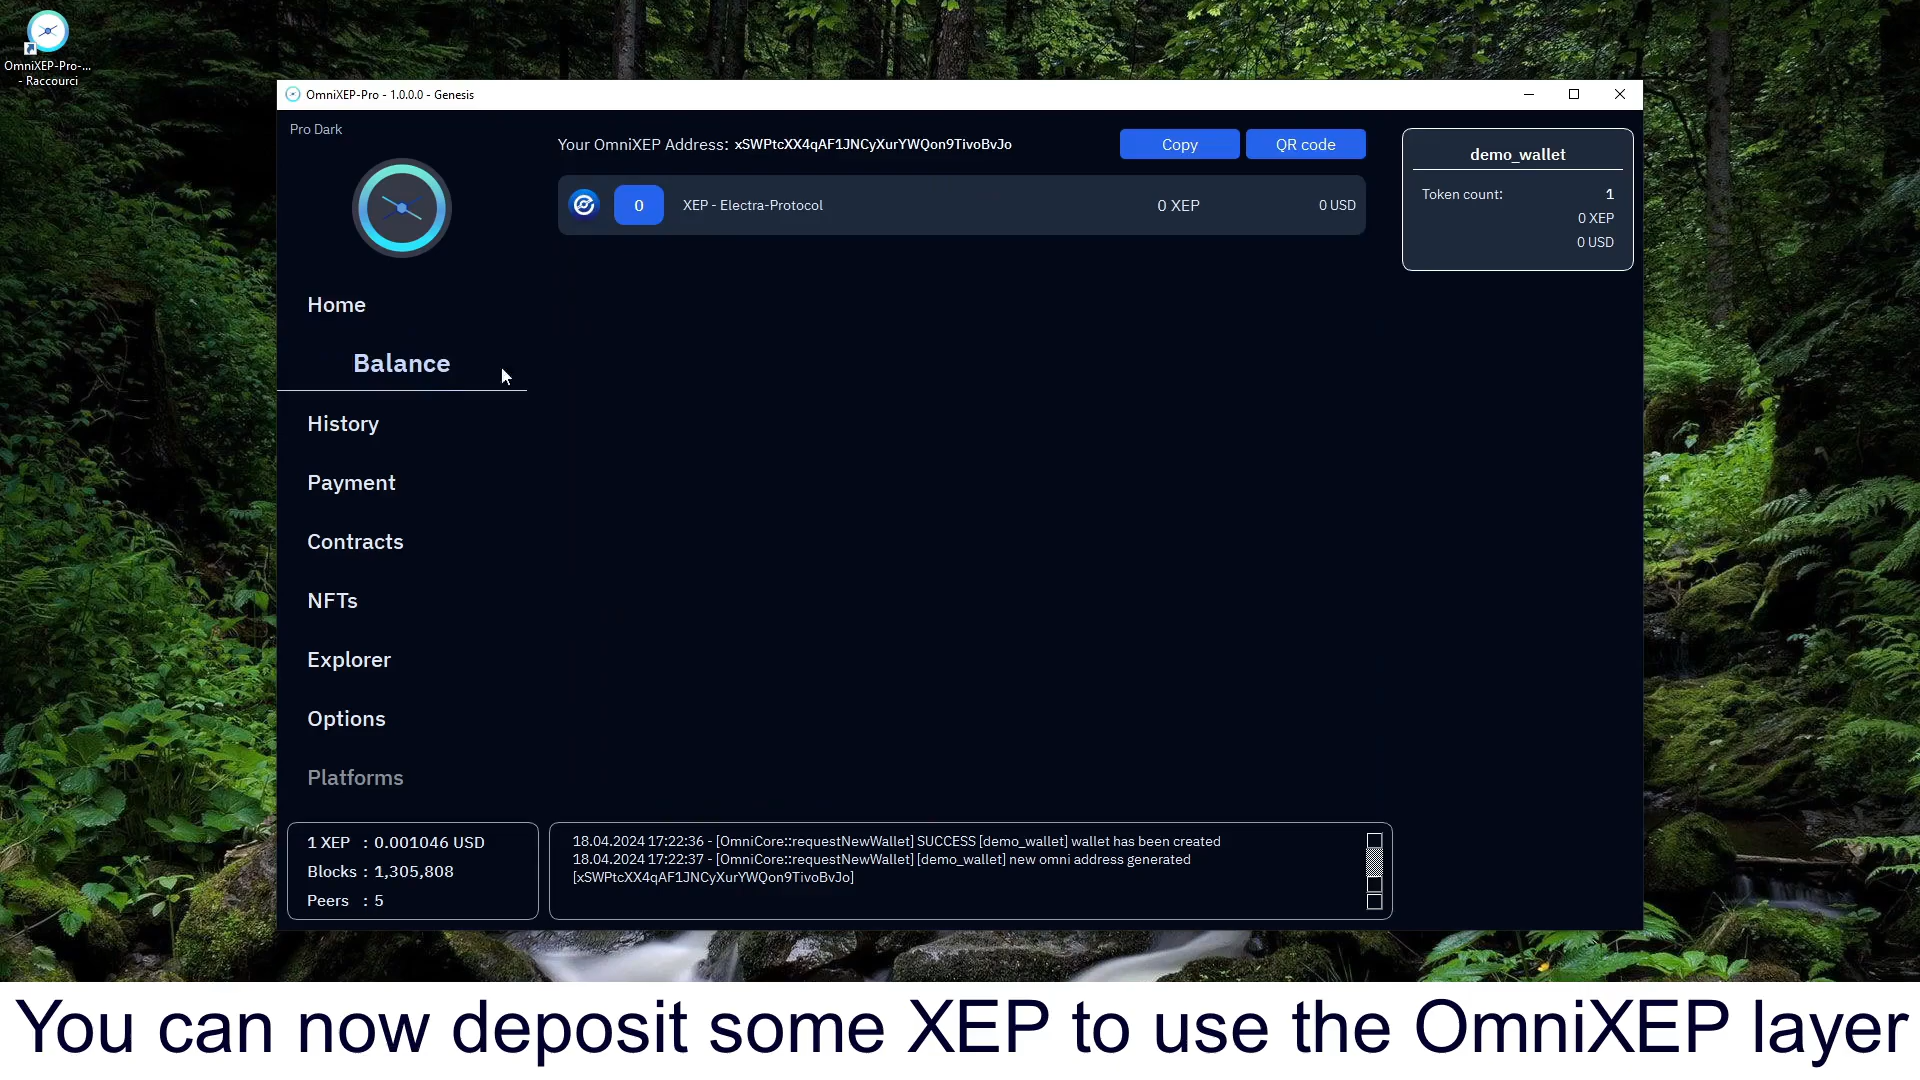 OmniXEP-Pro-...
- Raccourci
OmniXEP-Pro - 1.0.0.0 - Genesis
Pro Dark
Your OmniXEP Address: xSWPtcXX4qAF1JNCyXurYWQon9TivoBvJo
Copy
QR code
0
XEP - Electra-Protocol
0 XEP
0 USD
demo_wallet
Token count: 1
0 XEP
0 USD
Home
Balance
History
Payment
Contracts
NFTs
Explorer
Options
Platforms
1 XEP : 0.001046 USD
Blocks : 1,305,808
Peers : 5
18.04.2024 17:22:36 - [OmniCore::requestNewWallet] SUCCESS [demo_wallet] wallet has been created
18.04.2024 17:22:37 - [OmniCore::requestNewWallet] [demo_wallet] new omni address generated
[xSWPtcXX4qAF1JNCyXurYWQon9TivoBvJo]
You can now deposit some XEP to use the OmniXEP layer